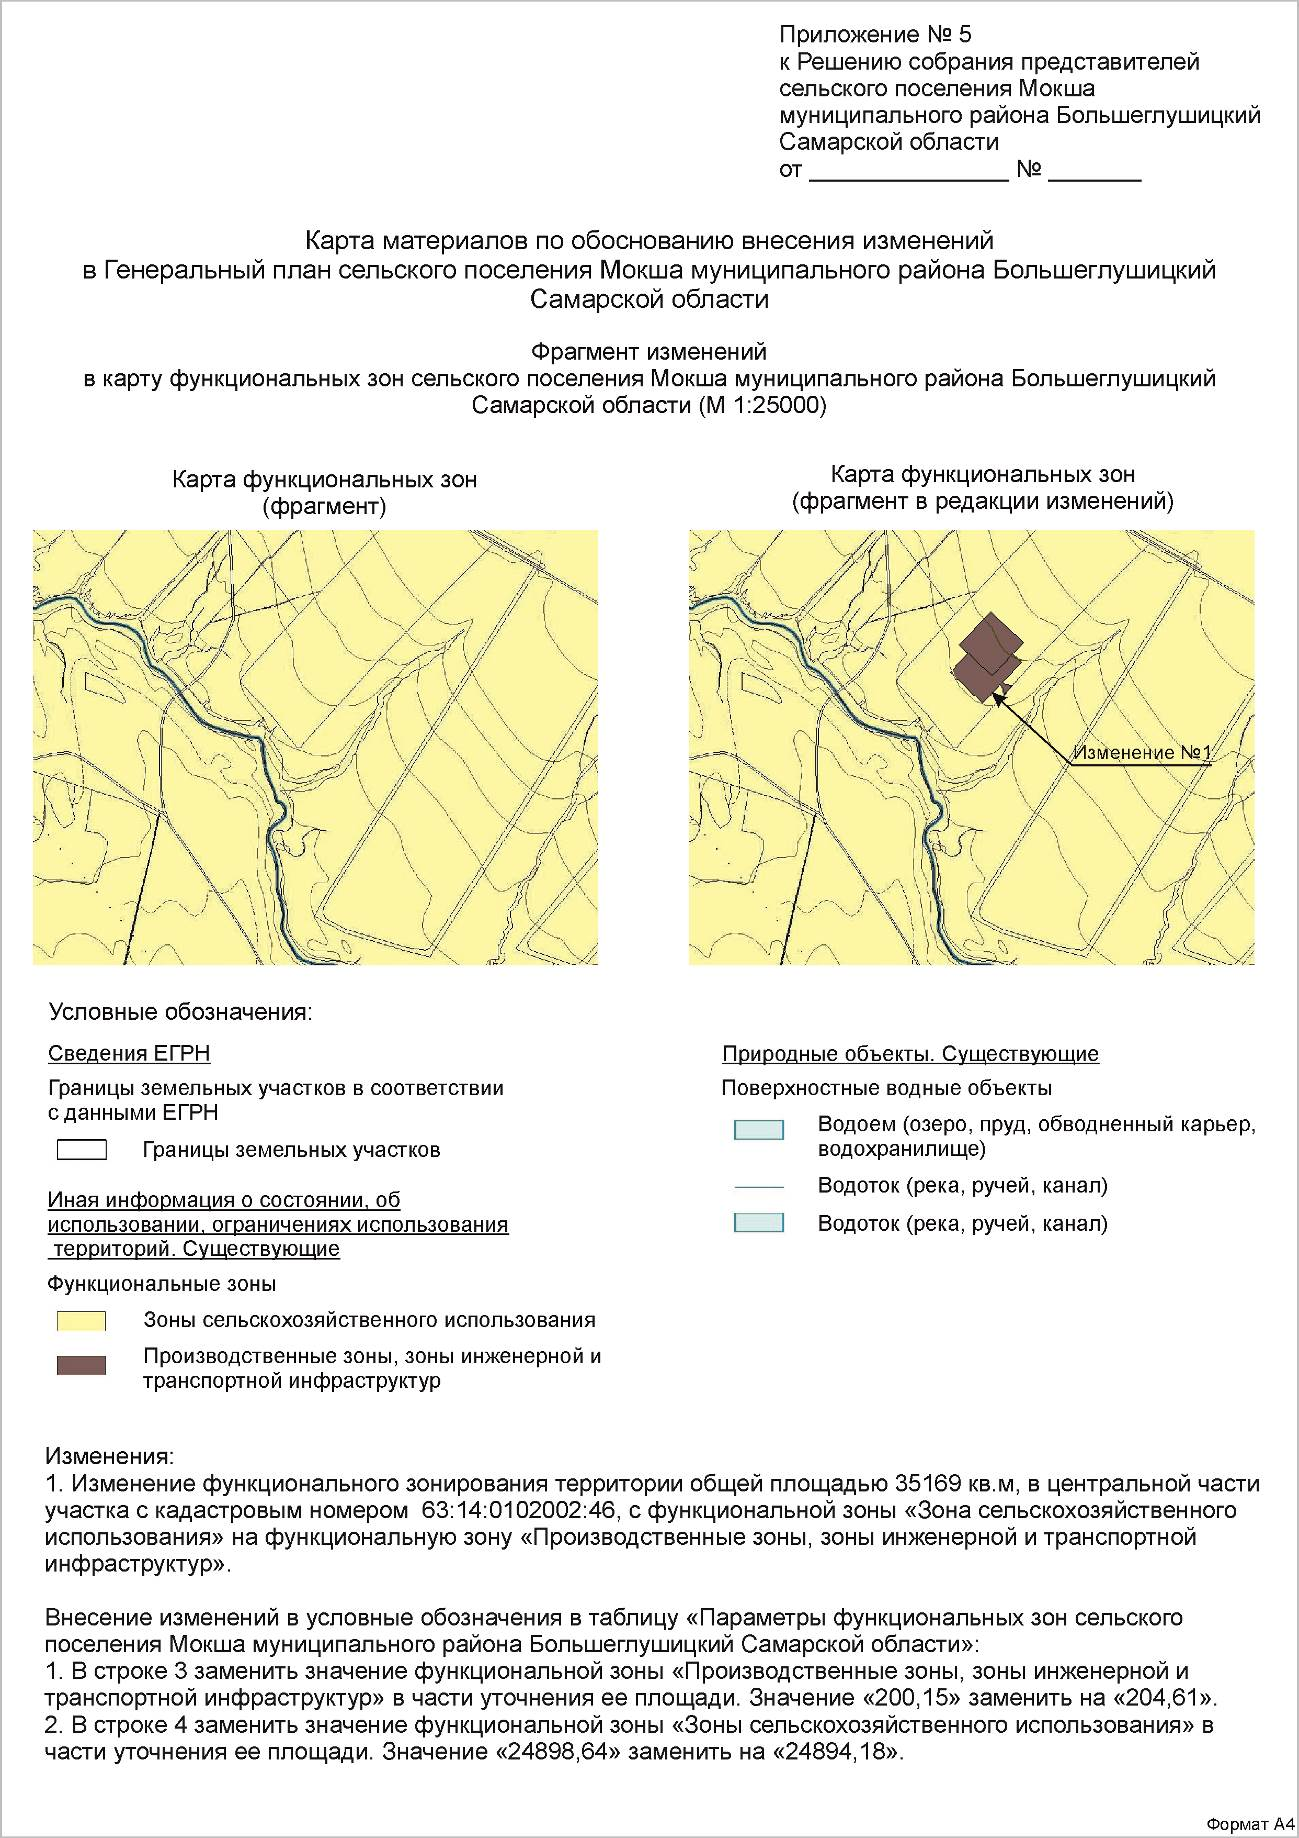 Приложение № 5
к Решению собрания представителей
сельского поселения Мокша
муниципального района Большеглушицкий
Самарской области
от _______________ № _______
Карта материалов по обоснованию внесения изменений
в Генеральный план сельского поселения Мокша муниципального района Большеглушицкий
Самарской области
Фрагмент изменений
в карту функциональных зон сельского поселения Мокша муниципального района Большеглушицкий
Самарской области (М 1:25000)
Карта функциональных зон
(фрагмент)
Карта функциональных зон
(фрагмент в редакции изменений)
Изменение №1
Условные обозначения:
Сведения ЕГРН
Границы земельных участков в соответствии
с данными ЕГРН
Границы земельных участков
Иная информация о состоянии, об
использовании, ограничениях использования
территорий. Существующие
Функциональные зоны
Зоны сельскохозяйственного использования
Производственные зоны, зоны инженерной и
транспортной инфраструктур
Природные объекты. Существующие
Поверхностные водные объекты
Водоем (озеро, пруд, обводненный карьер,
водохранилище)
Водоток (река, ручей, канал)
Водоток (река, ручей, канал)
Изменения:
1. Изменение функционального зонирования территории общей площадью 35169 кв.м, в центральной части
участка с кадастровым номером 63:14:0102002:46, с функциональной зоны «Зона сельскохозяйственного
использования» на функциональную зону «Производственные зоны, зоны инженерной и транспортной
инфраструктур».
Внесение изменений в условные обозначения в таблицу «Параметры функциональных зон сельского
поселения Мокша муниципального района Большеглушицкий Самарской области»:
1. В строке 3 заменить значение функциональной зоны «Производственные зоны, зоны инженерной и
транспортной инфраструктур» в части уточнения ее площади. Значение «200,15» заменить на «204,61».
2. В строке 4 заменить значение функциональной зоны «Зоны сельскохозяйственного использования» в
части уточнения ее площади. Значение «24898,64» заменить на «24894,18».
Формат А4